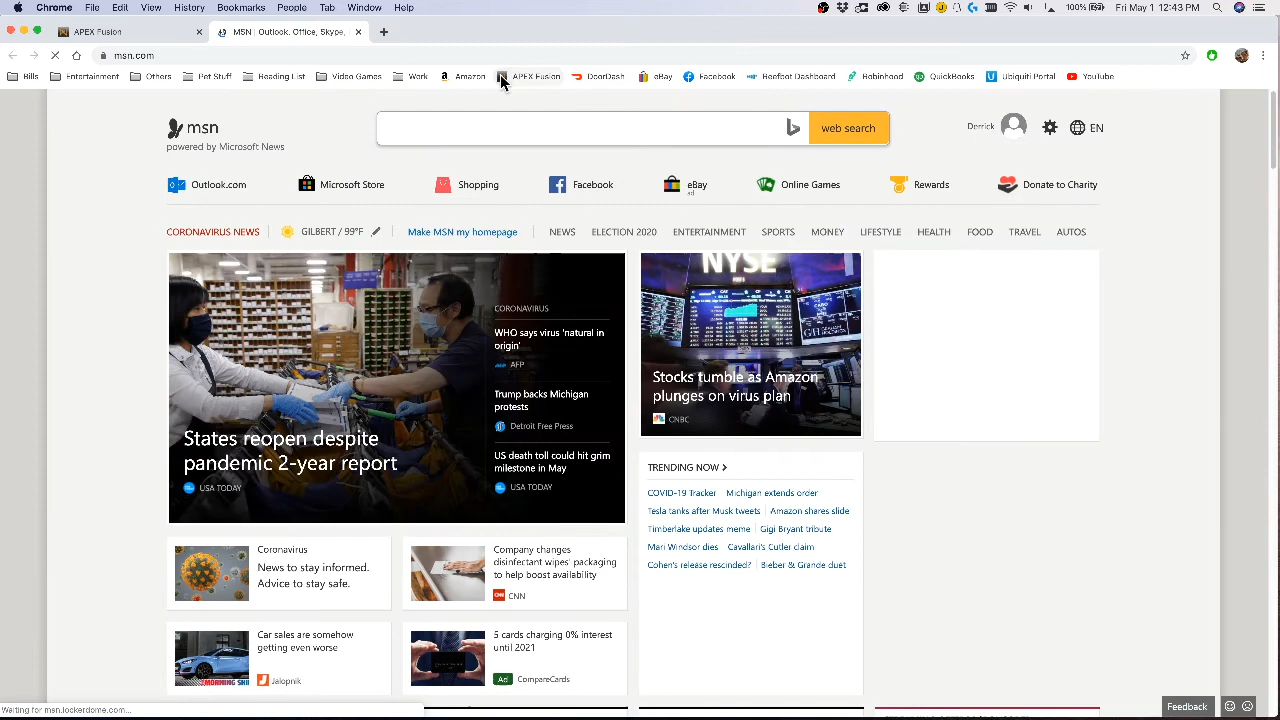 Chrome File Edit View History Bookmarks People Tab Window Help
100% Fri May 1 12:43 PM
APEX Fusion
MSN | Outlook, Office, Skype,
msn.com
Bills Entertainment Others Pet Stuff Reading List Video Games Work Amazon APEX Fusion DoorDash eBay Facebook Reefbot Dashboard Robinhood QuickBooks Ubiquiti Portal YouTube
msn
powered by Microsoft News
web search
Derrick
EN
Outlook.com Microsoft Store Shopping Facebook eBay Online Games Rewards Donate to Charity
ad
CORONAVIRUS NEWS GILBERT / 99°F Make MSN my homepage NEWS ELECTION 2020 ENTERTAINMENT SPORTS MONEY LIFESTYLE HEALTH FOOD TRAVEL AUTOS
States reopen despite
pandemic 2-year report
USA TODAY
CORONAVIRUS
WHO says virus 'natural in
origin'
AFP
Trump backs Michigan
protests
Detroit Free Press
US death toll could hit grim
milestone in May
USA TODAY
NYSE
Stocks tumble as Amazon
plunges on virus plan
CNBC
TRENDING NOW
COVID-19 Tracker Michigan extends order
Tesla tanks after Musk tweets Amazon shares slide
Timberlake updates meme Gigi Bryant tribute
Mari Windsor dies Cavallari's Cutler claim
Cohen's release rescinded? Bieber & Grande duet
Coronavirus
News to stay informed.
Advice to stay safe.
Company changes
disinfectant wipes' packaging
to help boost availability
CNN
Car sales are somehow
getting even worse
Jalopnik
5 cards charging 0% interest
until 2021
Ad CompareCards
Waiting for msn.lockerdome.com...
Feedback